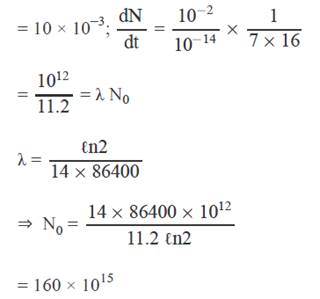 = 10 × 10⁻³; dN/dt = 10⁻²/10⁻¹⁴ × 1/7 × 16
= 10¹²/11.2 = λ N₀
λ = ℓn2/14 × 86400
⇒ N₀ = 14 × 86400 × 10¹²/11.2 ℓn2
= 160 × 10¹⁵